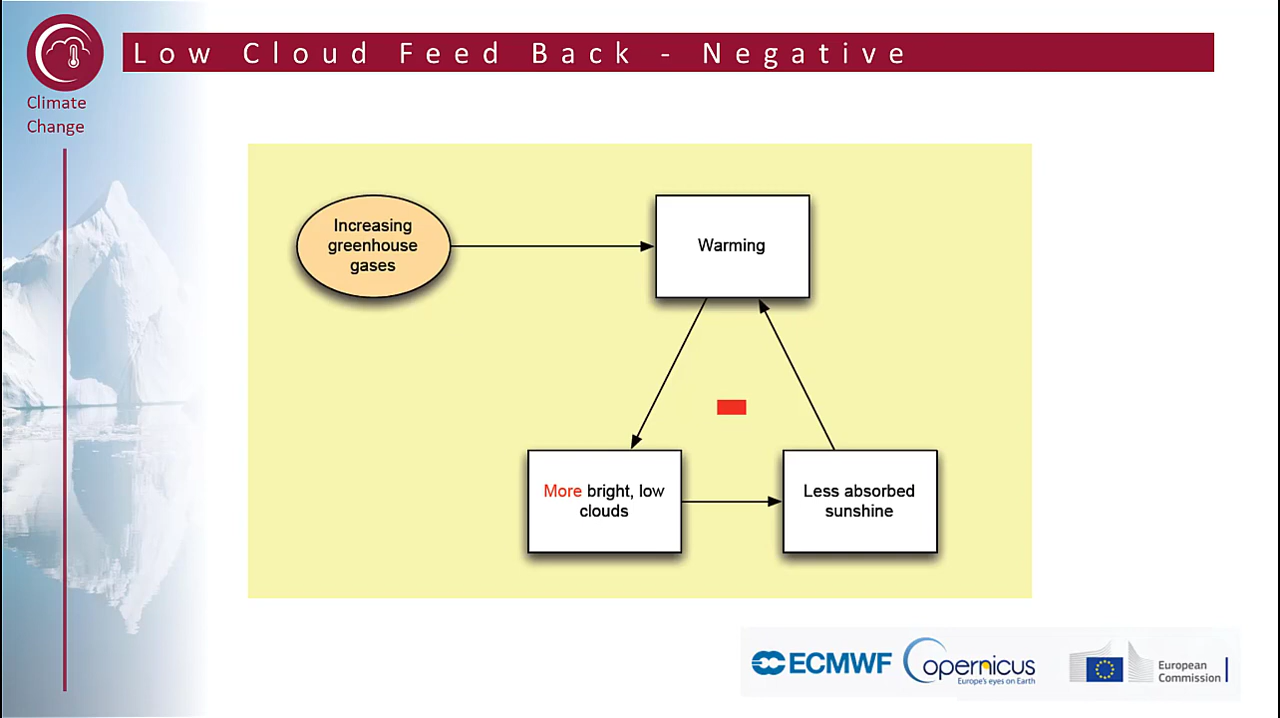 Low Cloud Feed Back - Negative
Climate
Change
Increasing
greenhouse
gases
Warming
More bright, low
clouds
Less absorbed
sunshine
ECMWF
Copernicus
Europe's eyes on Earth
European
Commission